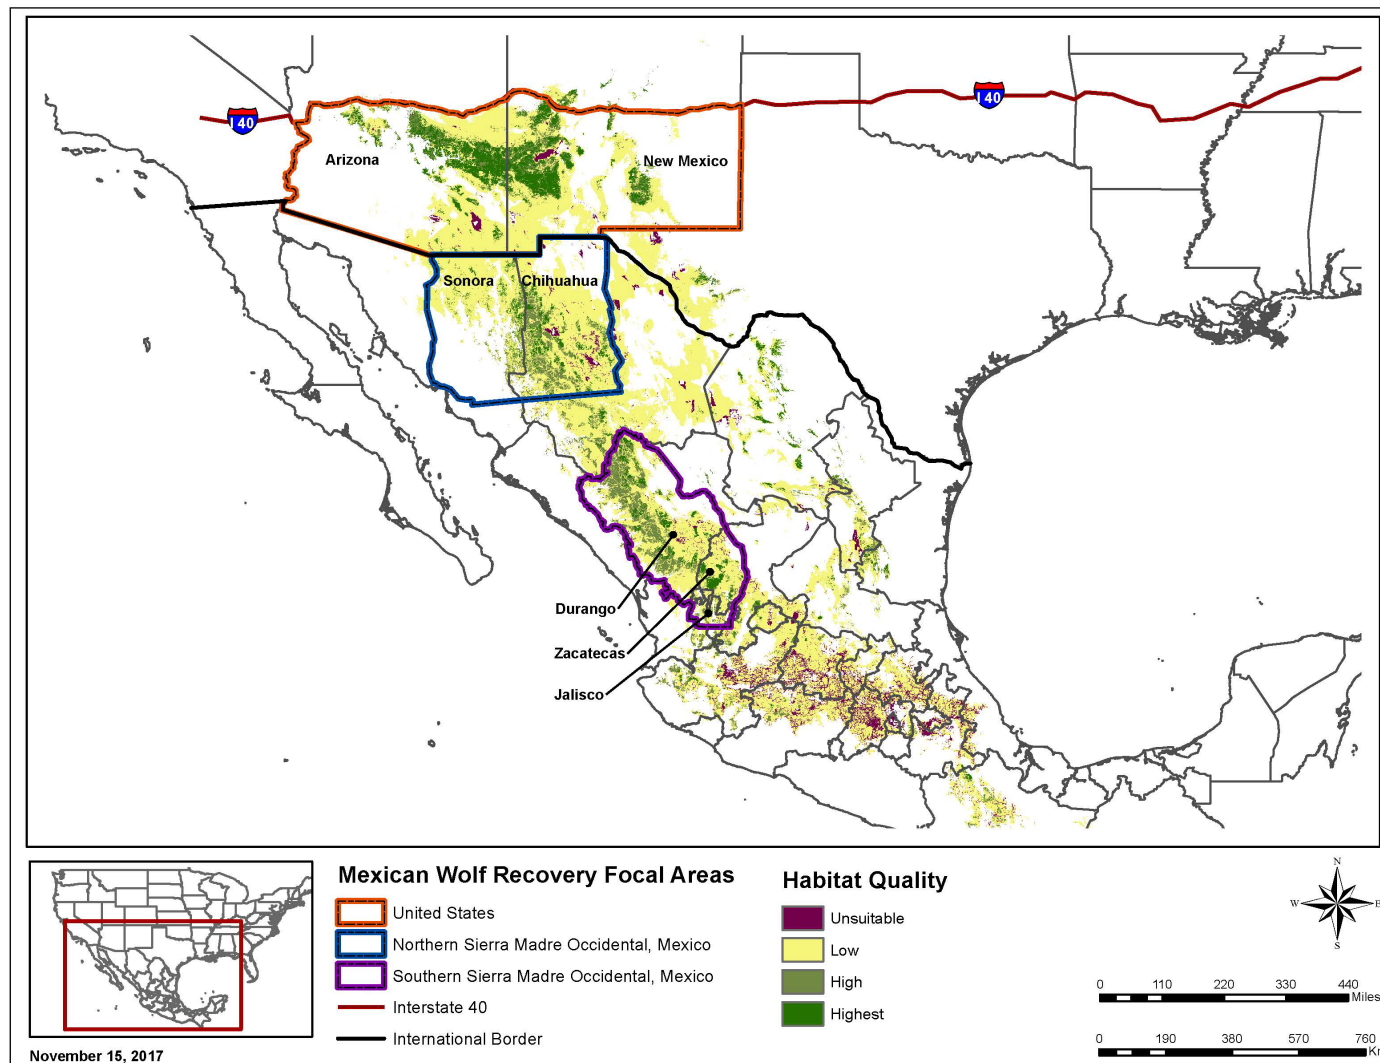 I 40
I 40
Arizona
New Mexico
Sonora
Chihuahua
Durango
Zacatecas
Jalisco
Mexican Wolf Recovery Focal Areas
United States
Northern Sierra Madre Occidental, Mexico
Southern Sierra Madre Occidental, Mexico
Interstate 40
International Border
Habitat Quality
Unsuitable
Low
High
Highest
N
W E
S
0 110 220 330 440
Miles
0 190 380 570 760
November 15, 2017